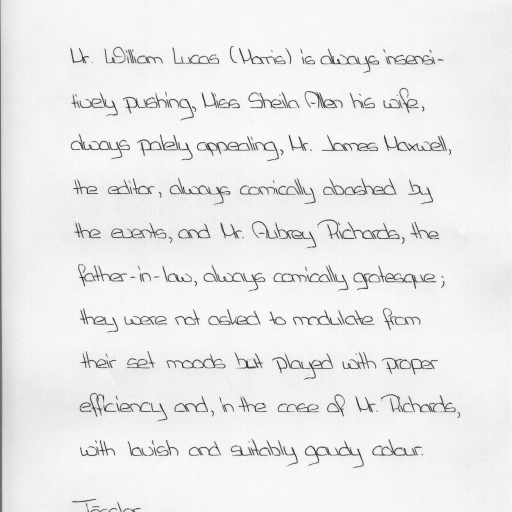 Mr. William Lucas (Morris) is always insensi-
tively pushing, Miss Sheila Allen his wife,
always palely appealing, Mr. James Maxwell,
the editor, always comically abashed by
the events, and Mr. Aubrey Richards, the
father-in-law, always comically grotesque;
they were not asked to modulate from
their set moods but played with proper
efficiency and, in the case of Mr. Richards,
with lavish and suitably gaudy colour.